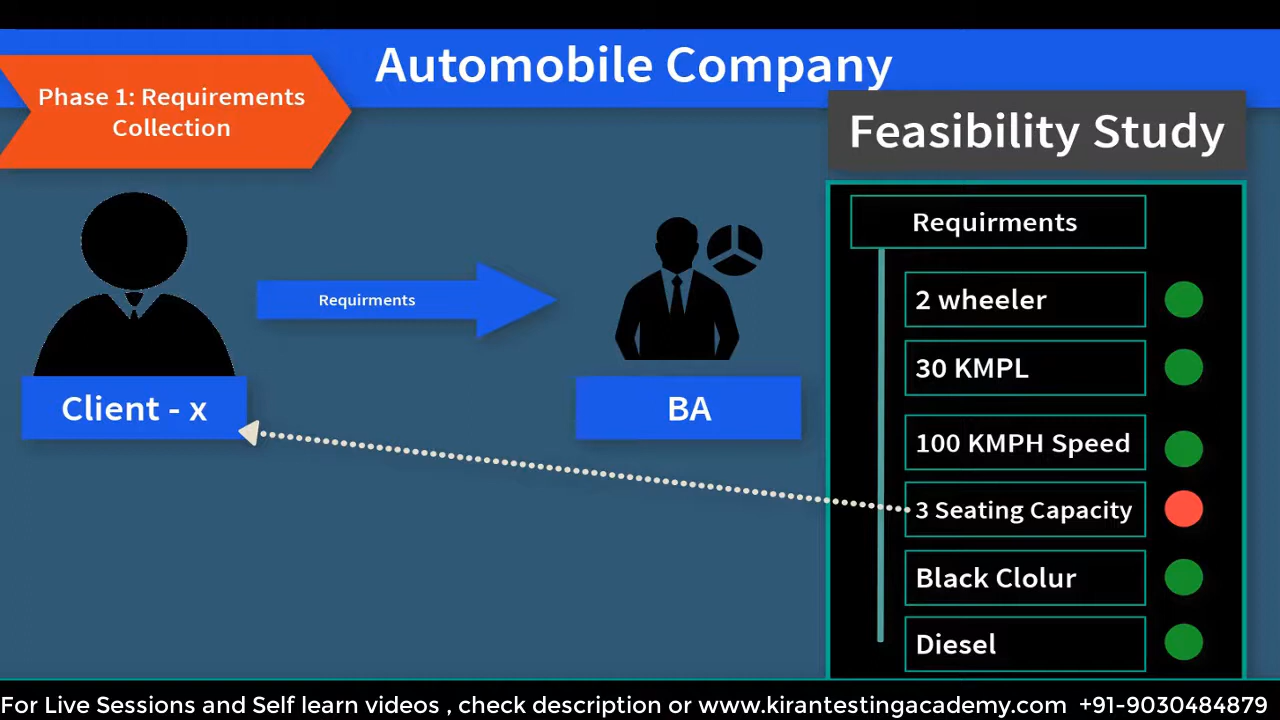 Automobile Company
Phase 1: Requirements
Collection
Feasibility Study
Requirments
Requirments
2 wheeler
30 KMPL
100 KMPH Speed
3 Seating Capacity
Black Clolur
Diesel
Client - x
BA
For Live Sessions and Self learn videos , check description or www.kirantestingacademy.com +91-9030484879